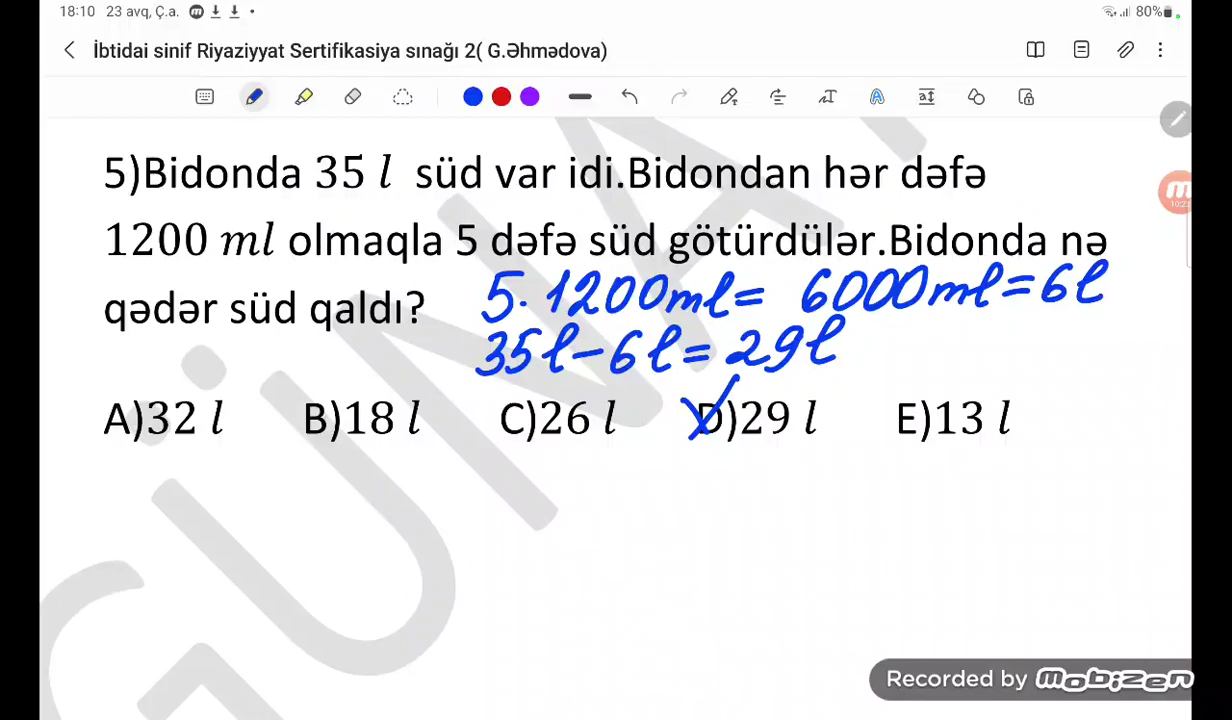 18:10 23 avq, Ç.a. 80%
İbtidai sinif Riyaziyyat Sertifikasiya sınağı 2( G.Əhmədova)
5)Bidonda 35 l süd var idi.Bidondan hər dəfə
1200 ml olmaqla 5 dəfə süd götürdülər.Bidonda nə
qədər süd qaldı?
5. 1200ml= 6000ml=6l
35l-6l= 29l
A)32 l B)18 l C)26 l D)29 l E)13 l
GÜNAY
Recorded by mobizen